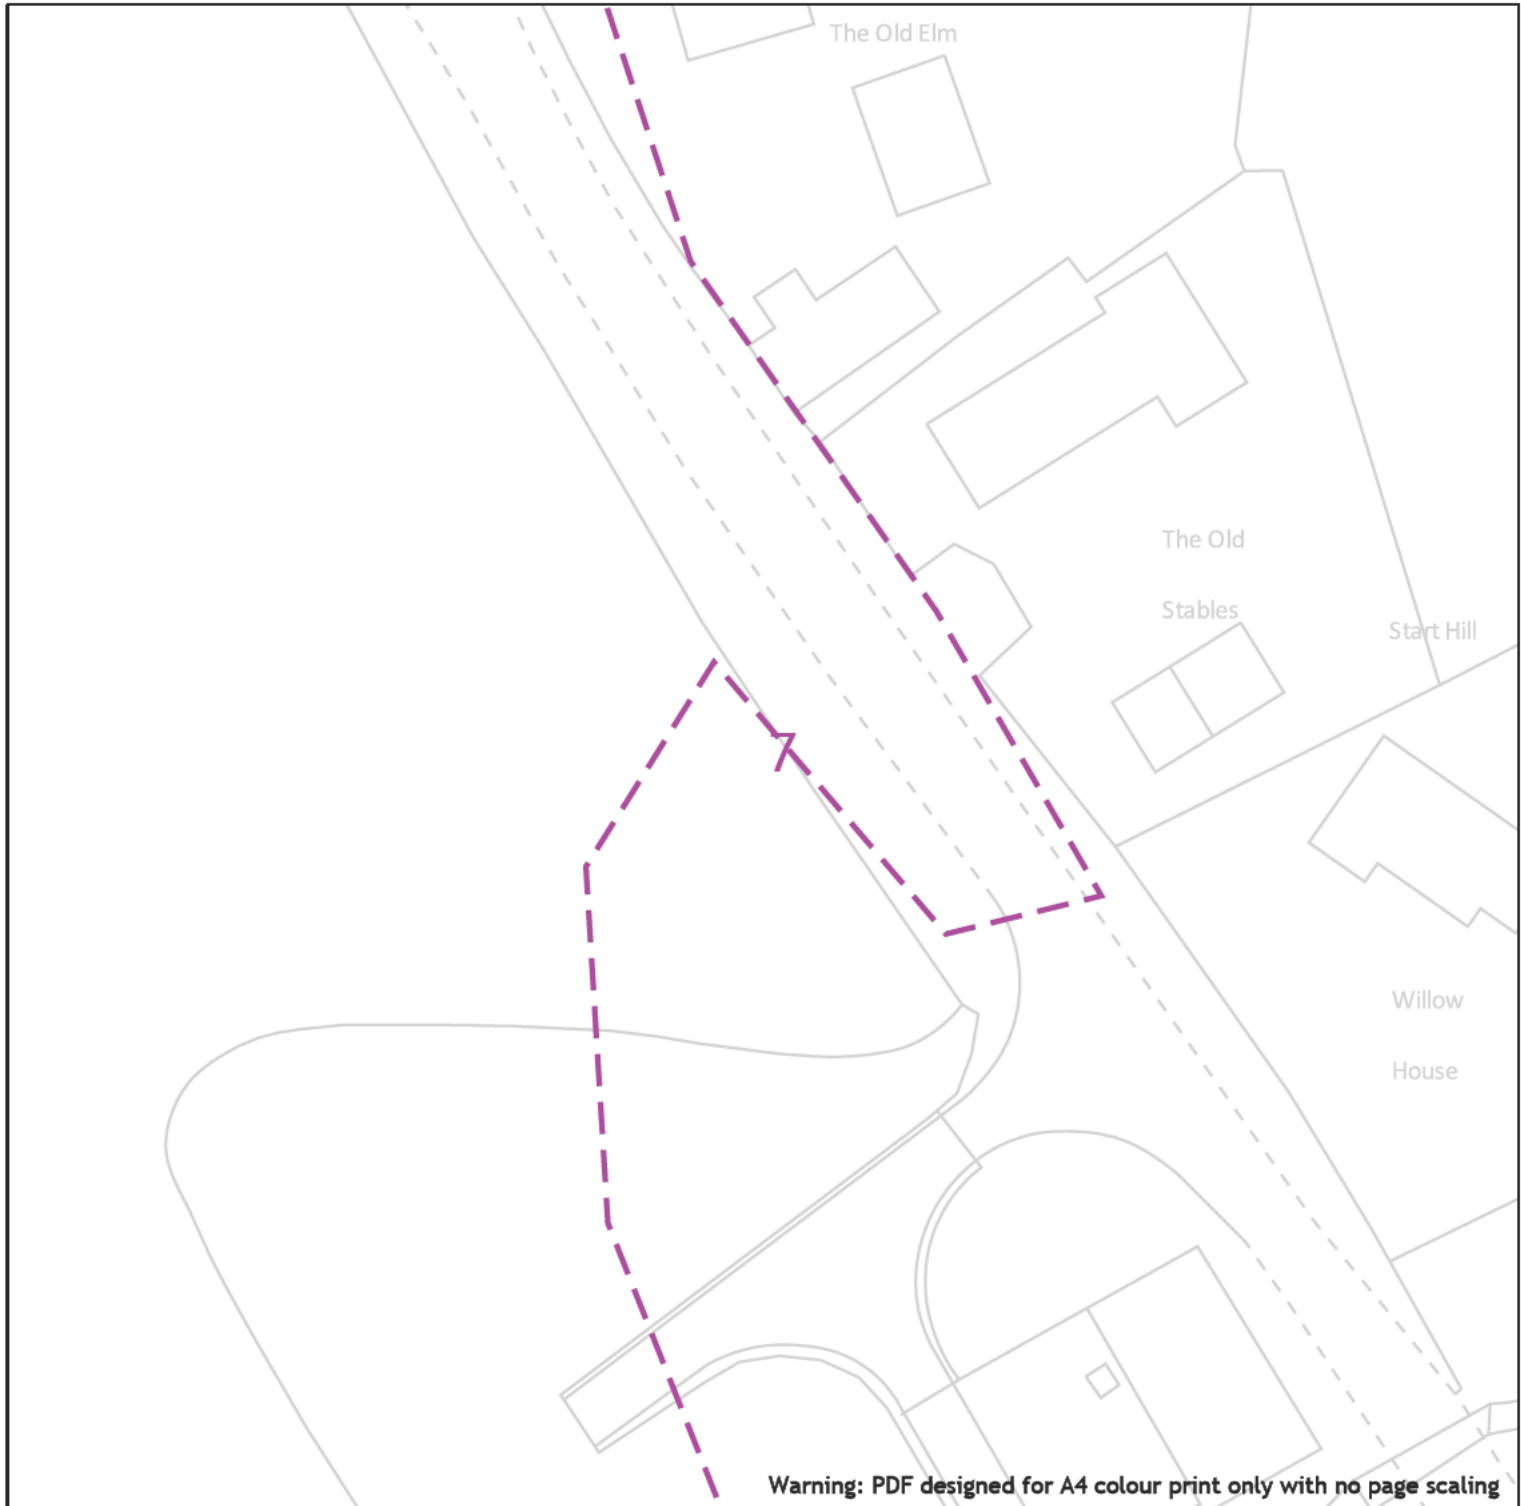 The Old Elm
The Old
Stables
Start Hill
7
Willow
House
Warning: PDF designed for A4 colour print only with no page scaling